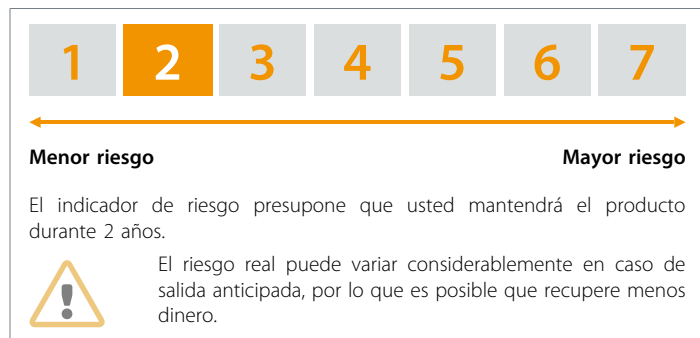 1 2 3 4 5 6 7
Menor riesgo Mayor riesgo
El indicador de riesgo presupone que usted mantendrá el producto
durante 2 años.
El riesgo real puede variar considerablemente en caso de
salida anticipada, por lo que es posible que recupere menos
dinero.